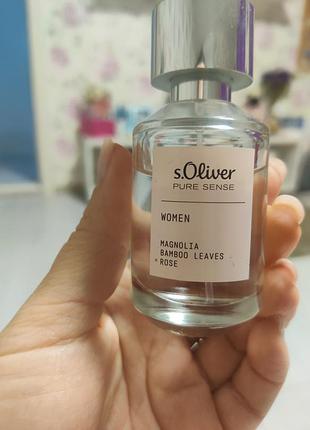 s.Oliver
PURE SENSE
WOMEN
MAGNOLIA
BAMBOO LEAVES
ROSE